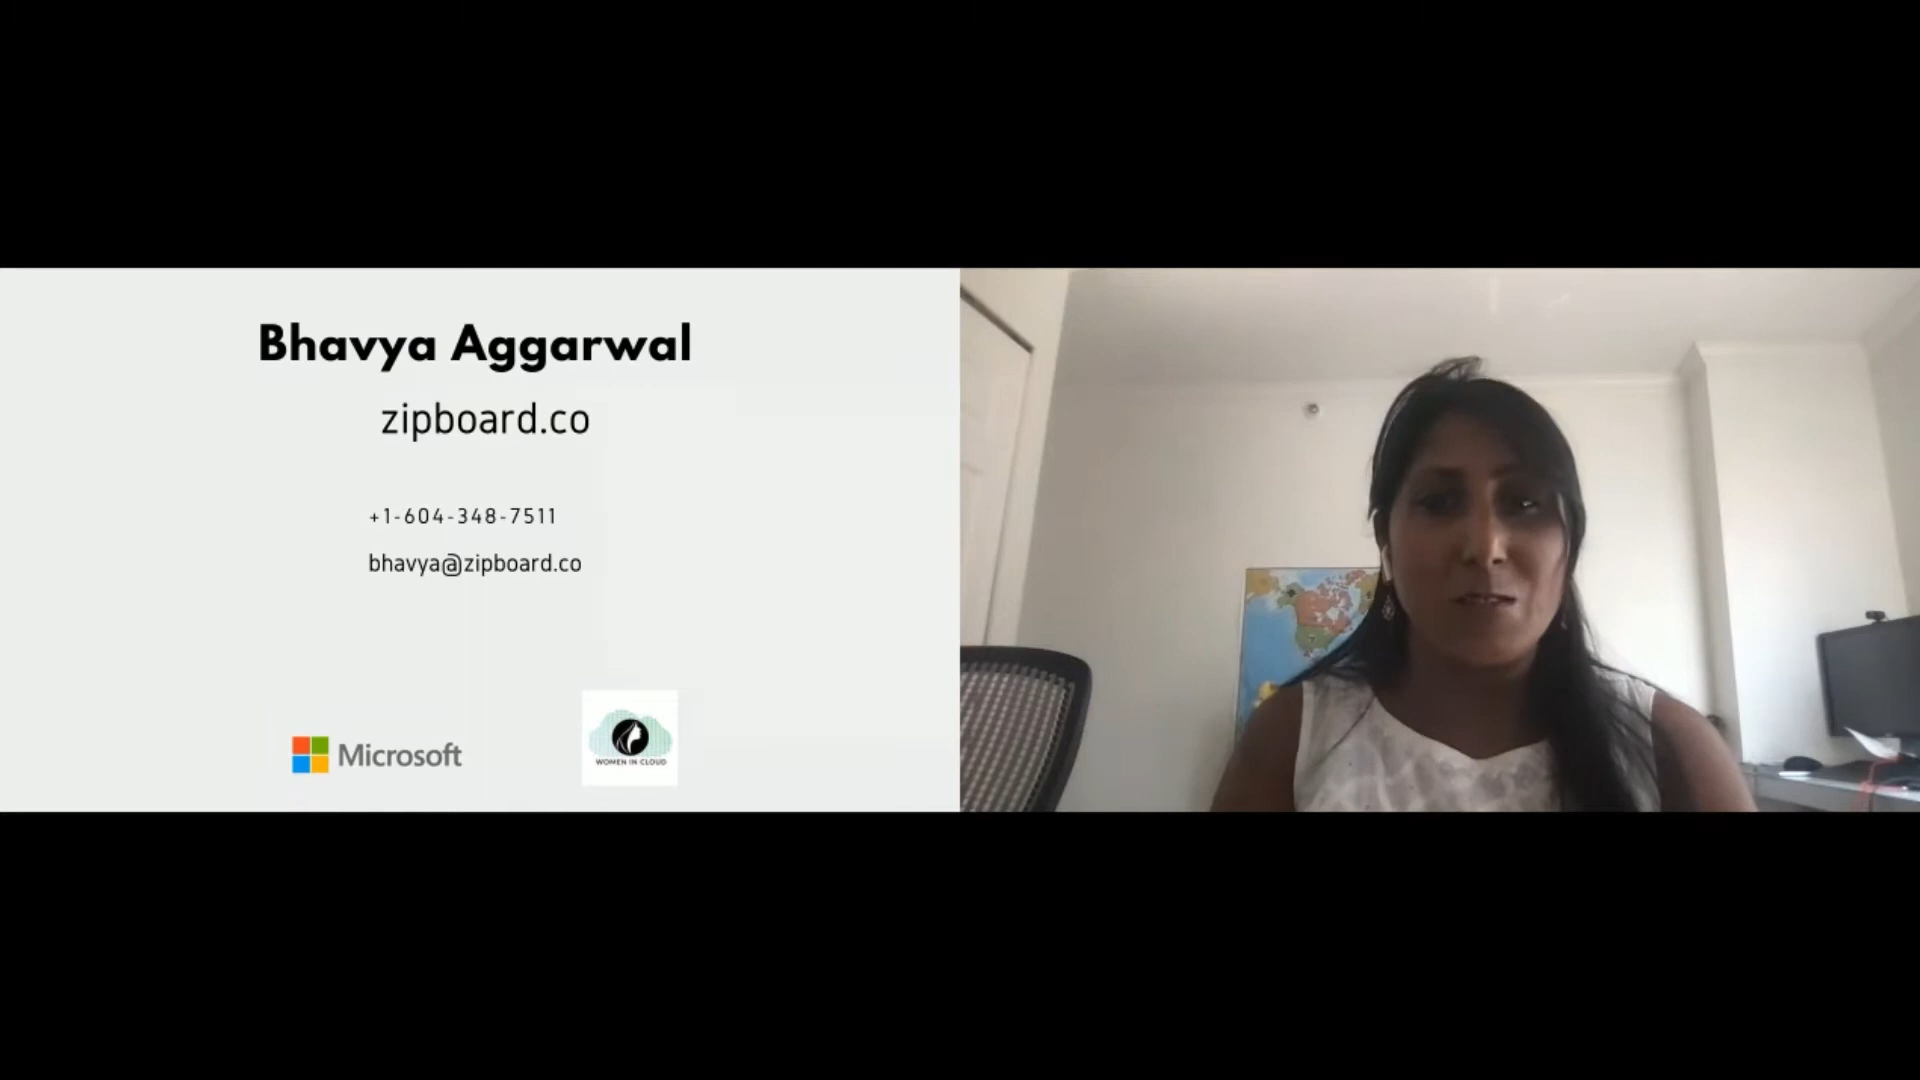 Bhavya Aggarwal
zipboard.co
+1-604-348-7511
bhavya@zipboard.co
Microsoft
WOMEN IN CLOUD